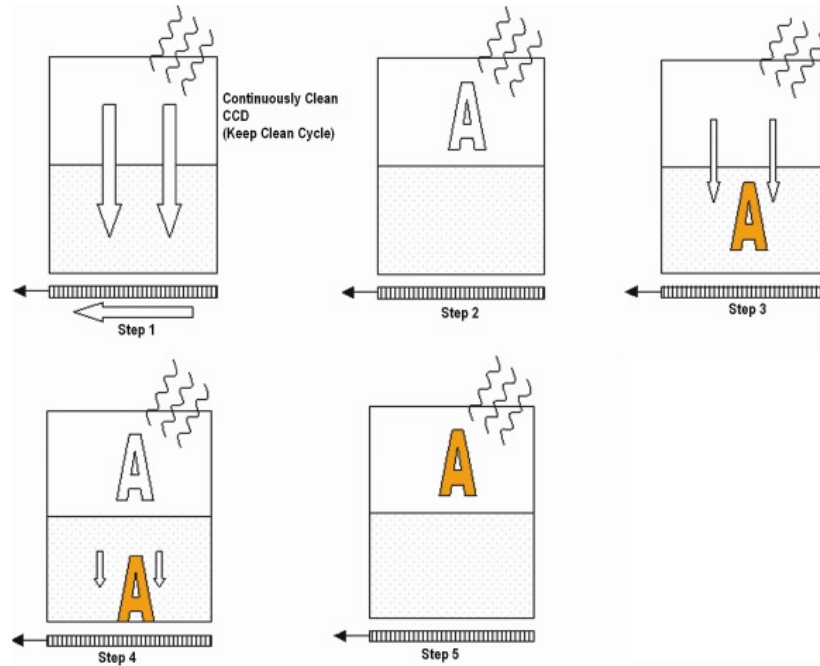 Continuously Clean
CCD
(Keep Clean Cycle)
A
A
Step 1
Step 2
Step 3
A
A
A
Step 4
Step 5